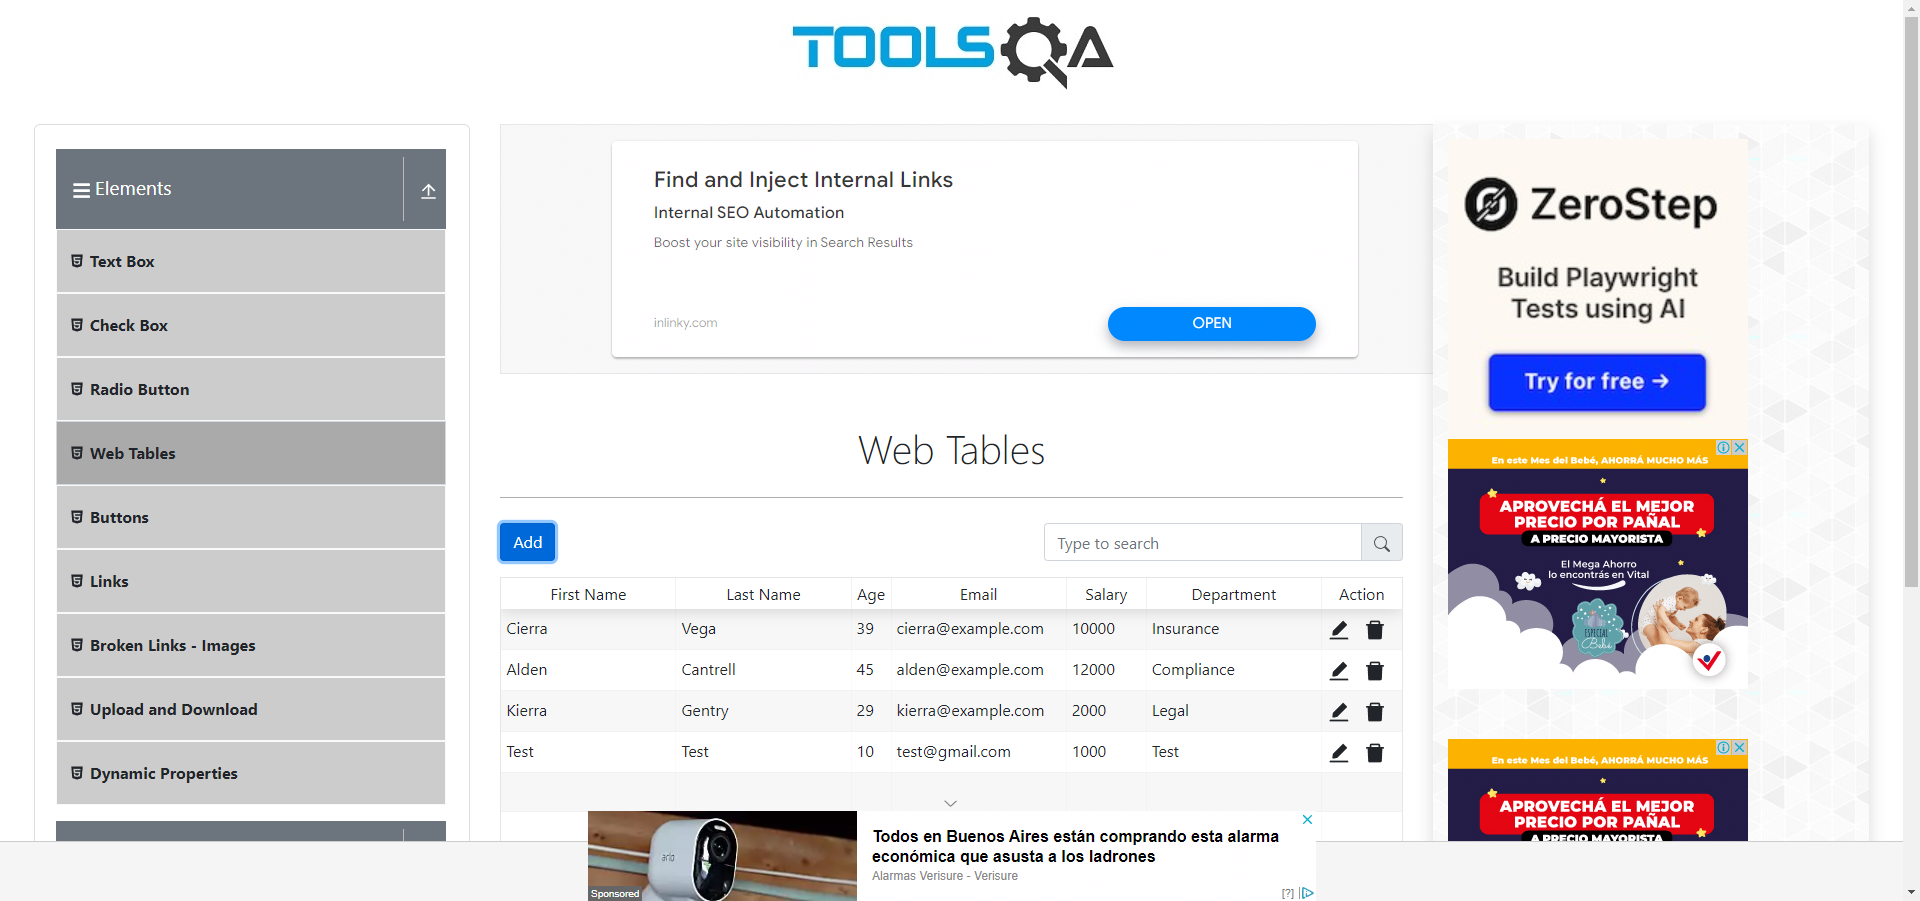 TOOLSQA
Elements
Text Box
Check Box
Radio Button
Web Tables
Buttons
Links
Broken Links - Images
Upload and Download
Dynamic Properties
Find and Inject Internal Links
Internal SEO Automation
Boost your site visibility in Search Results
inlinky.com
OPEN
Web Tables
Add
Type to search
First Name Last Name Age Email Salary Department Action
Cierra Vega 39 cierra@example.com 10000 Insurance
Alden Cantrell 45 alden@example.com 12000 Compliance
Kierra Gentry 29 kierra@example.com 2000 Legal
Test Test 10 test@gmail.com 1000 Test
ZeroStep
Build Playwright
Tests using AI
Try for free →
En este Mes del Bebé, AHORRÁ MUCHO MÁS
APROVECHÁ EL MEJOR
PRECIO POR PAÑAL
A PRECIO MAYORISTA
El Mega Ahorro
lo encontrás en Vital
ESPECIAL
Bebé
En este Mes del Bebé, AHORRÁ MUCHO MÁS
APROVECHÁ EL MEJOR
PRECIO POR PAÑAL
A PRECIO MAYORISTA
arlo
Sponsored
Todos en Buenos Aires están comprando esta alarma
económica que asusta a los ladrones
Alarmas Verisure - Verisure
[?]